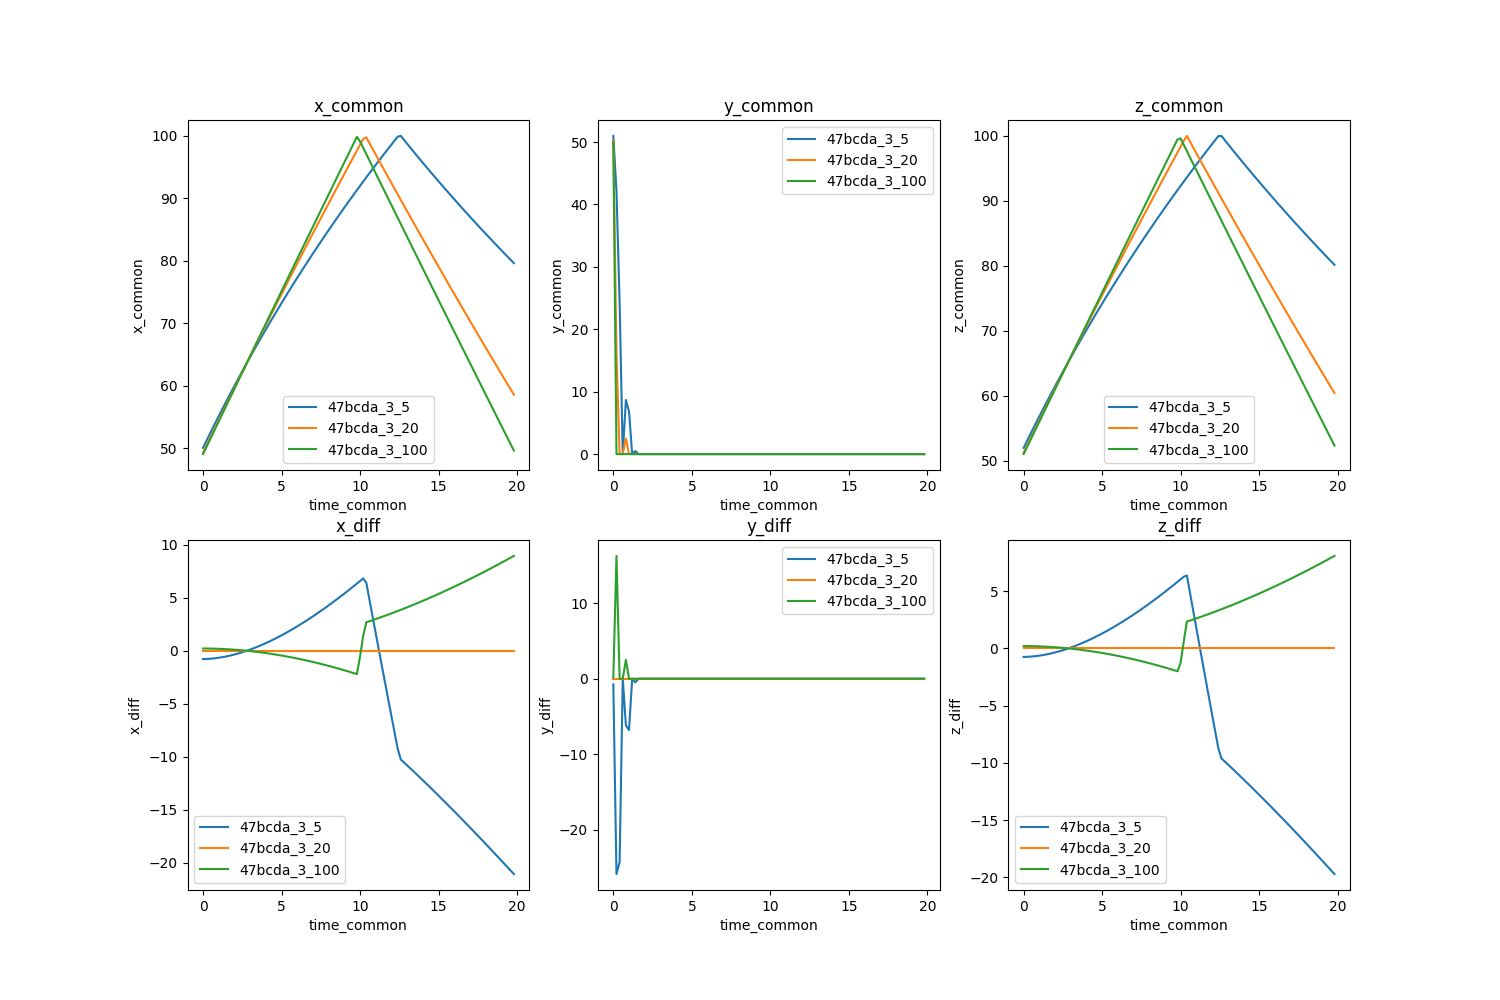 x_common
y_common
z_common
x_common
100
90
80
70
60
50
47bcda_3_5
47bcda_3_20
47bcda_3_100
0 5 10 15 20
time_common
y_common
50
40
30
20
10
0
47bcda_3_5
47bcda_3_20
47bcda_3_100
0 5 10 15 20
time_common
z_common
100
90
80
70
60
50
47bcda_3_5
47bcda_3_20
47bcda_3_100
0 5 10 15 20
time_common
x_diff
y_diff
z_diff
x_diff
10
5
0
−5
−10
−15
−20
47bcda_3_5
47bcda_3_20
47bcda_3_100
0 5 10 15 20
time_common
y_diff
10
0
−10
−20
47bcda_3_5
47bcda_3_20
47bcda_3_100
0 5 10 15 20
time_common
z_diff
5
0
−5
−10
−15
−20
47bcda_3_5
47bcda_3_20
47bcda_3_100
0 5 10 15 20
time_common